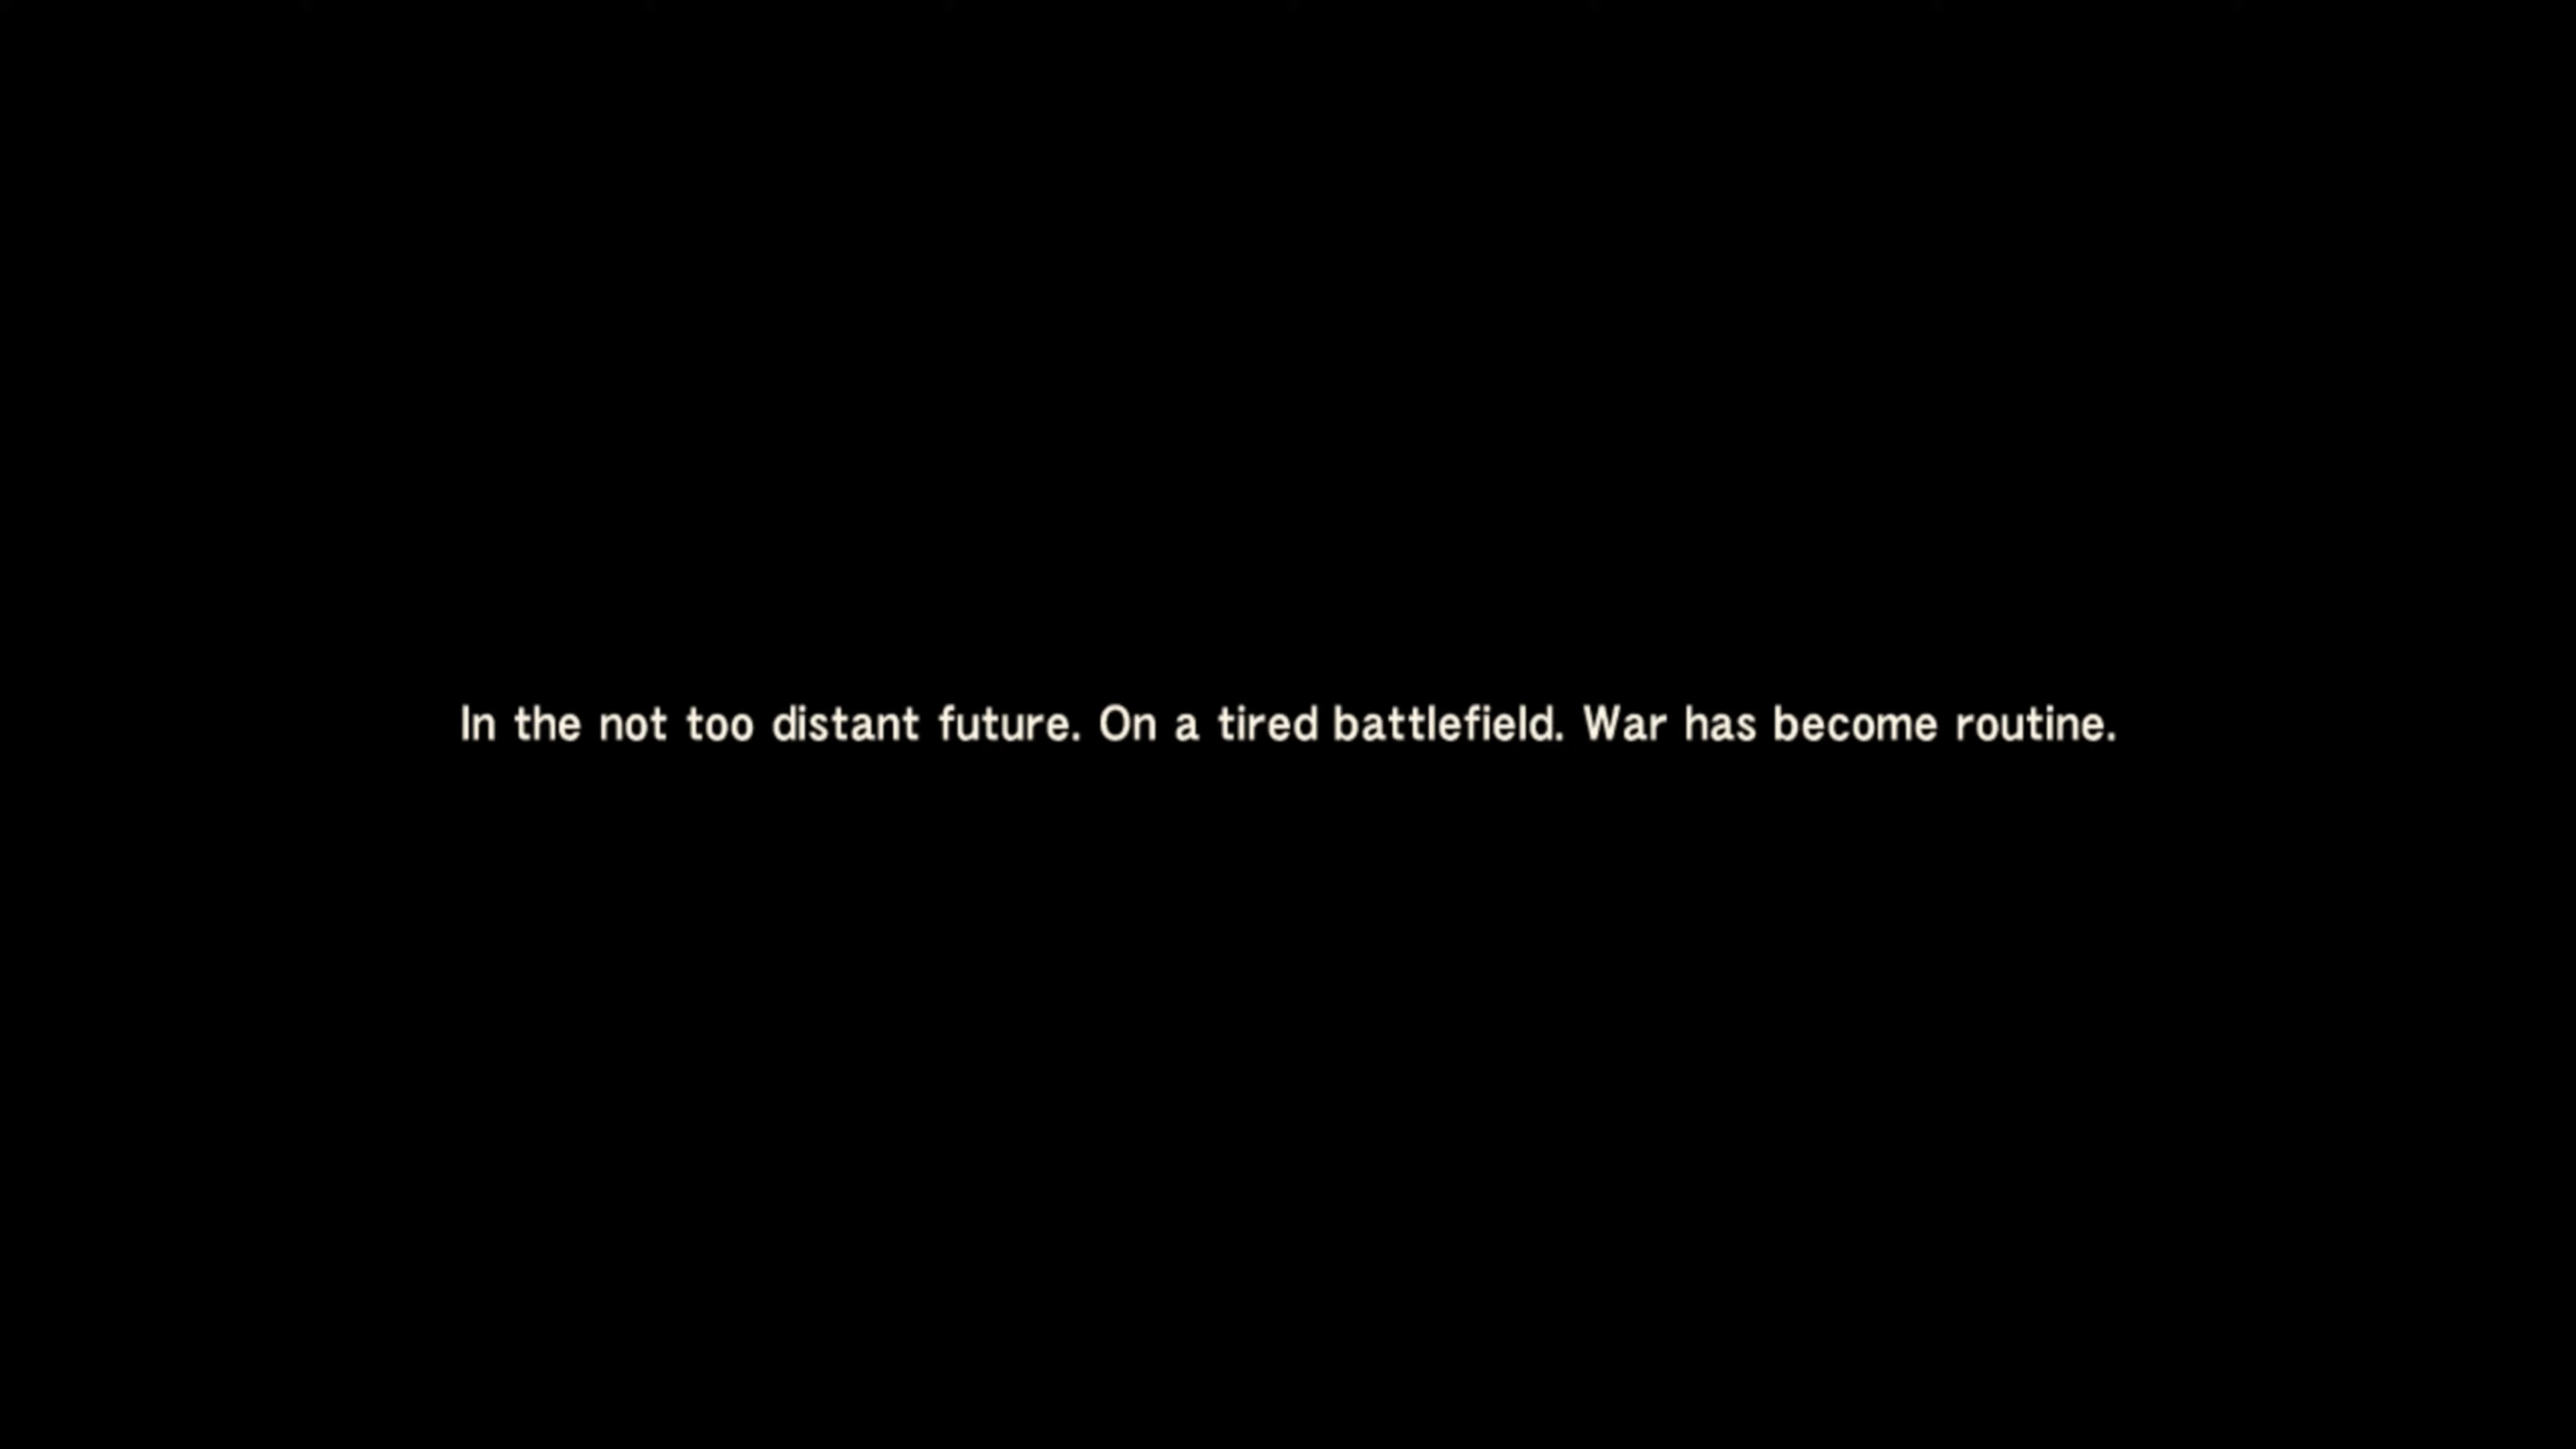 In the not too distant future. On a tired battlefield. War has become routine.